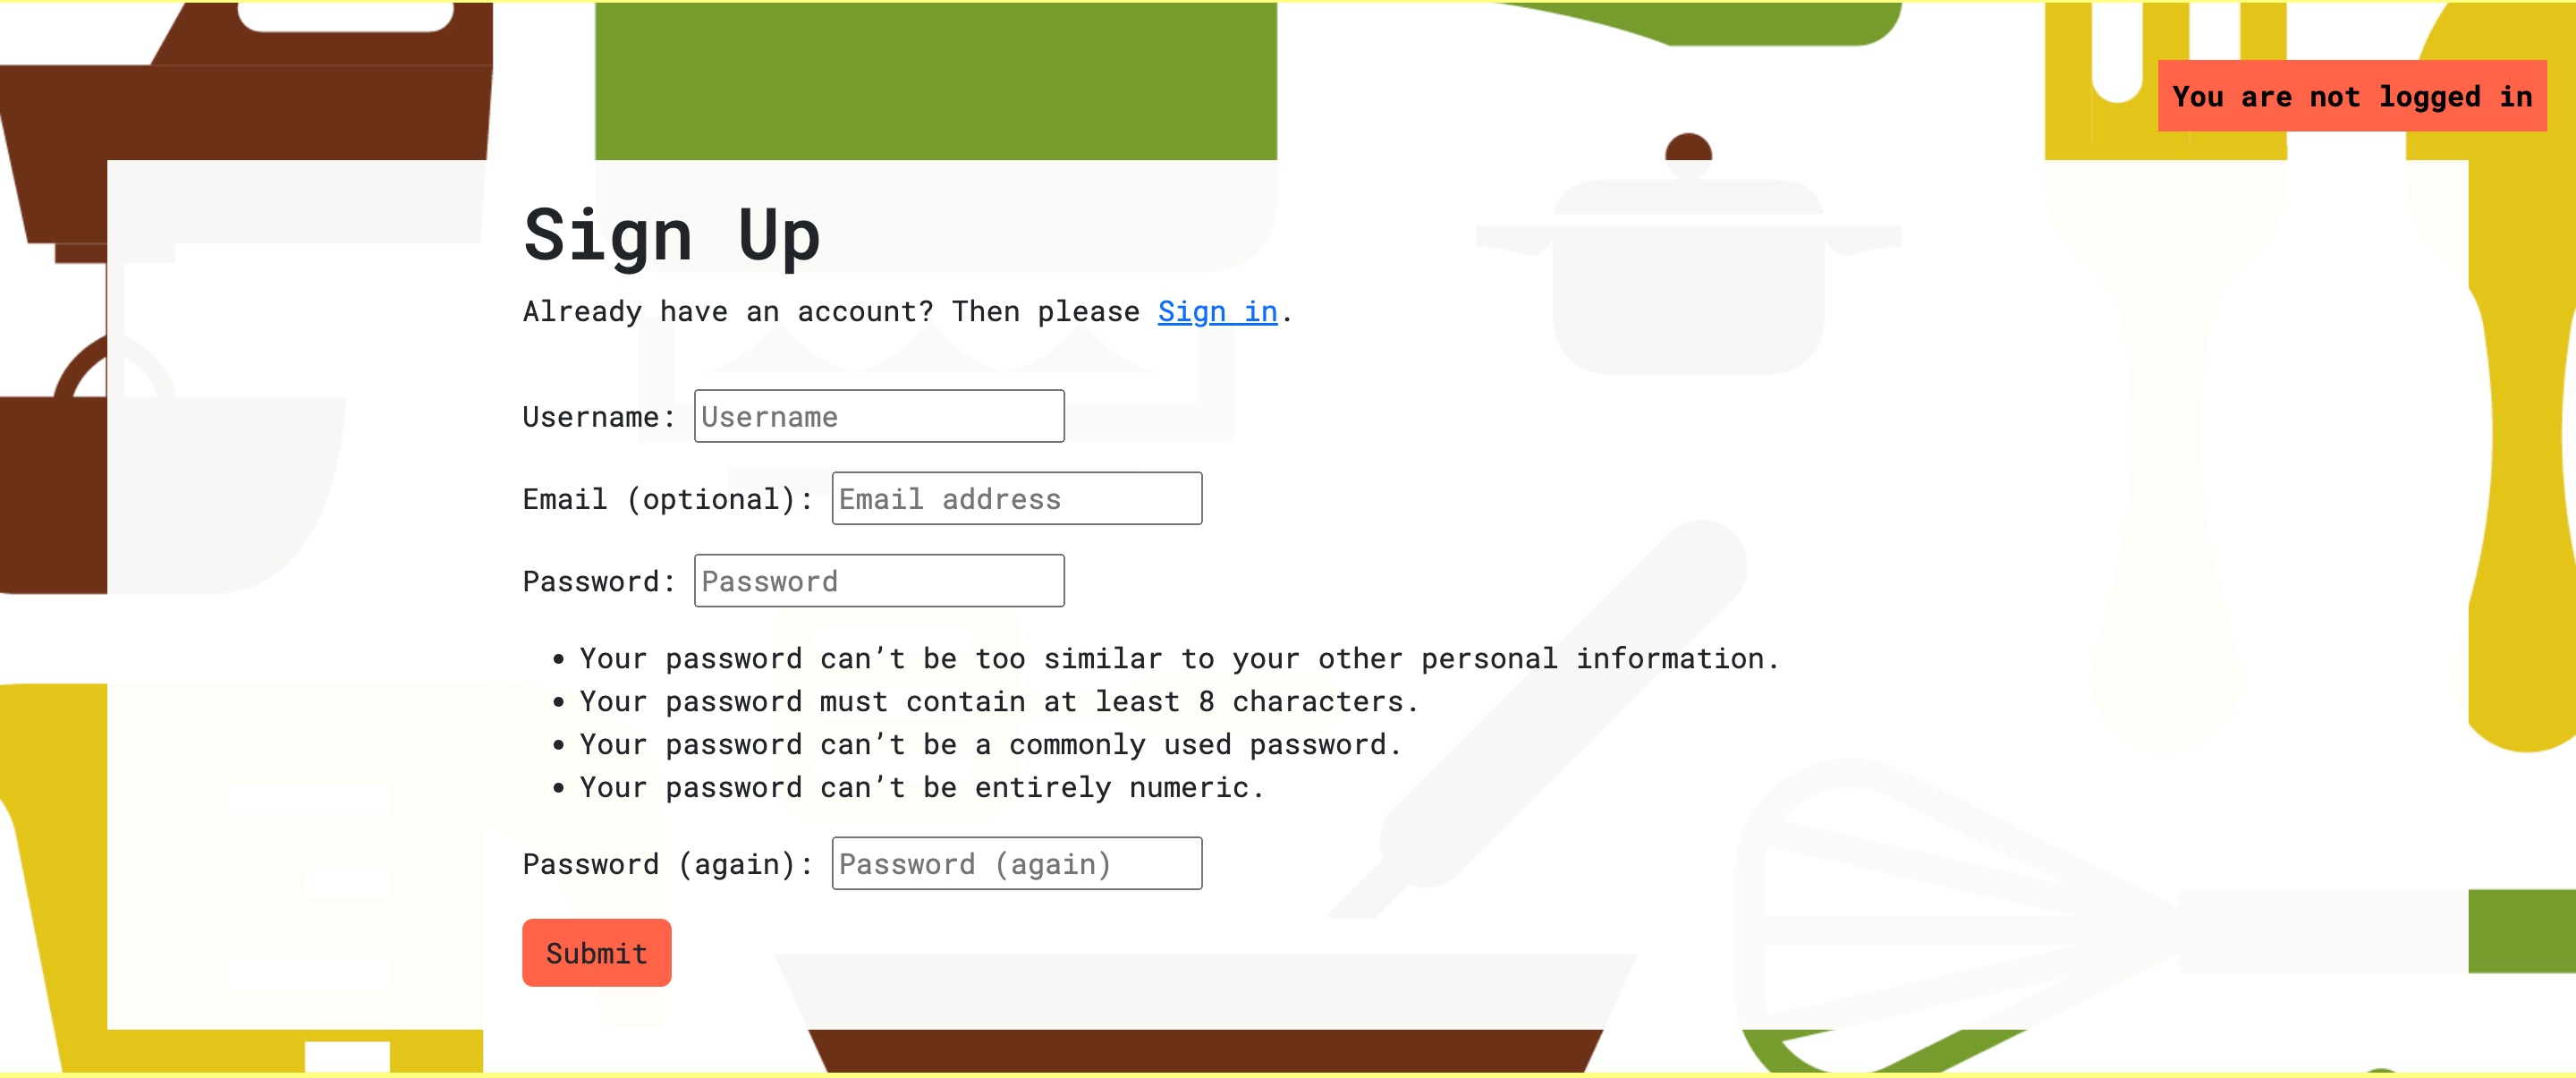 You are not logged in
Sign Up
Already have an account? Then please Sign in.
Username: Username
Email (optional): Email address
Password: Password
• Your password can’t be too similar to your other personal information.
• Your password must contain at least 8 characters.
• Your password can’t be a commonly used password.
• Your password can’t be entirely numeric.
Password (again): Password (again)
Submit